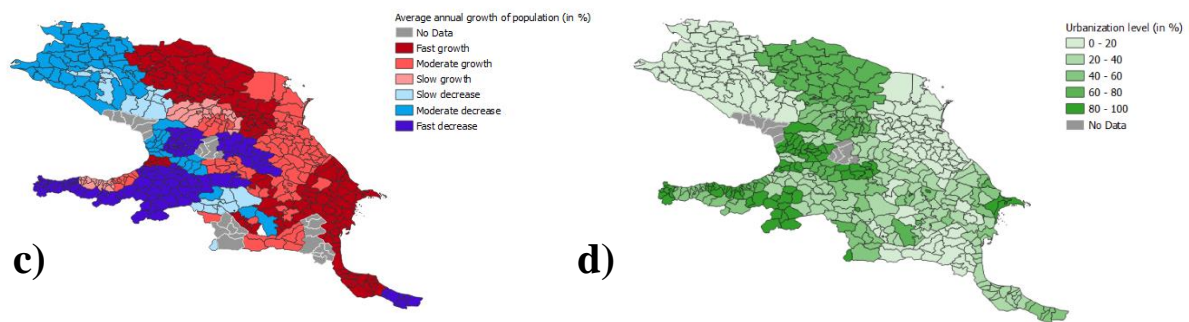 Average annual growth of population (in %)
No Data
Fast growth
Moderate growth
Slow growth
Slow decrease
Moderate decrease
Fast decrease
c)
Urbanization level (in %)
0 - 20
20 - 40
40 - 60
60 - 80
80 - 100
No Data
d)